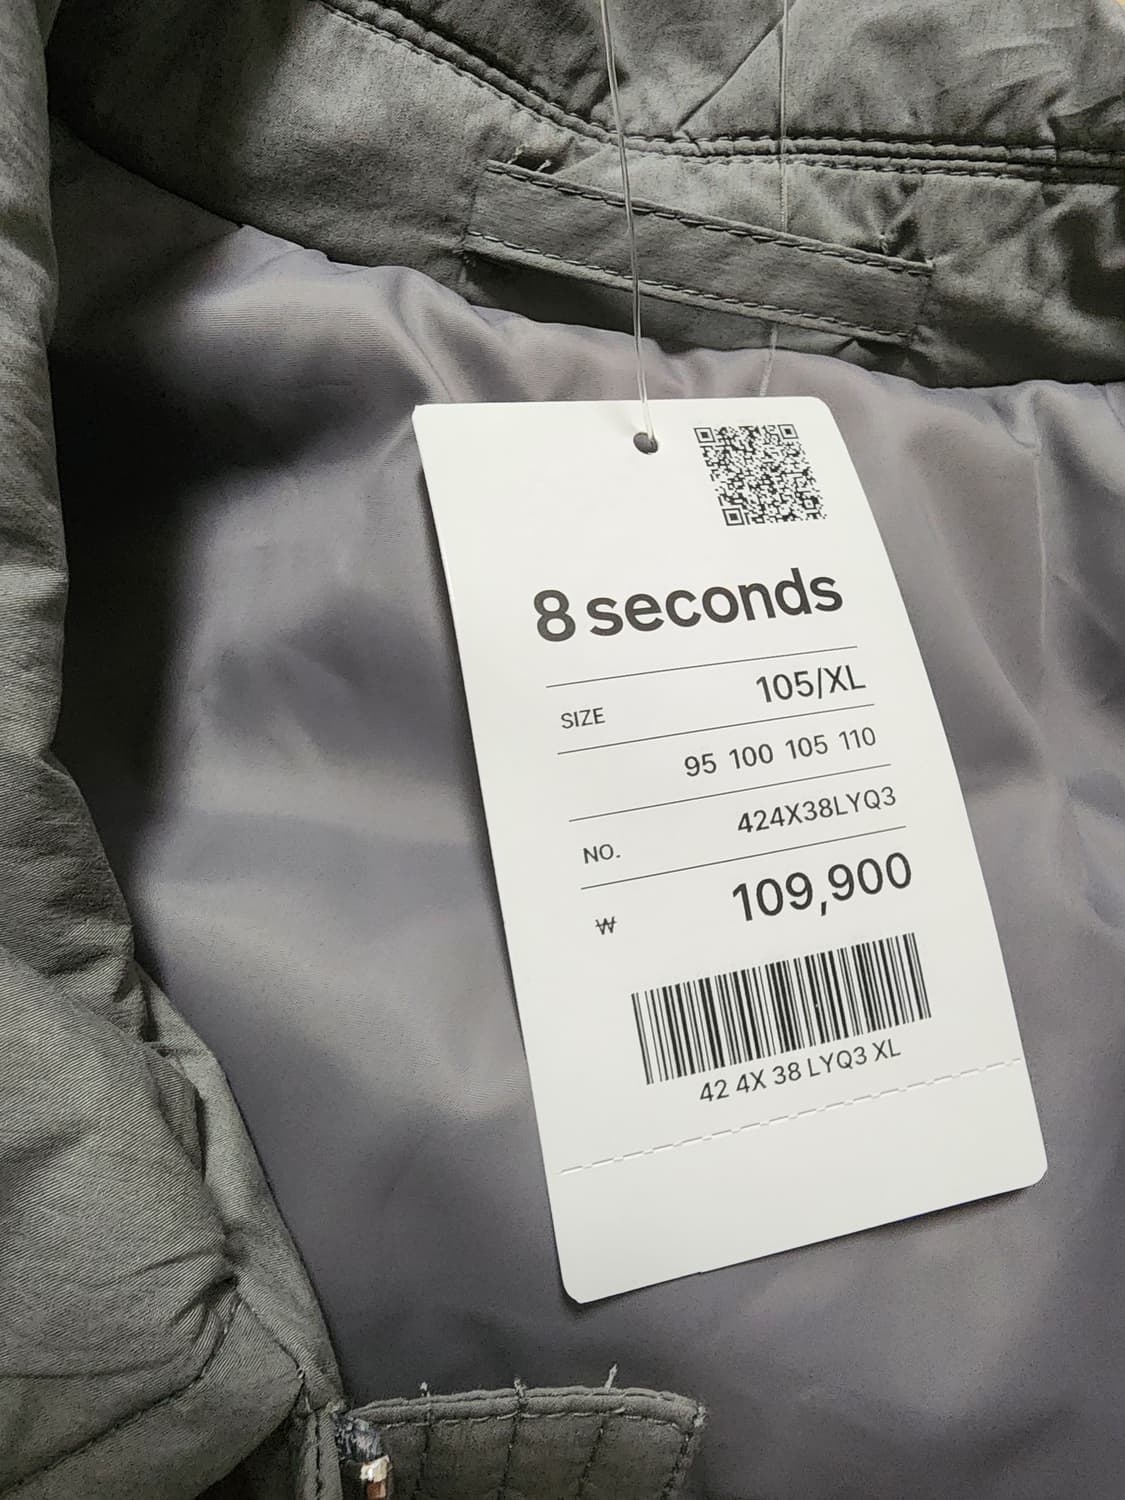 8 seconds
SIZE 105/XL
95 100 105 110
NO. 424X38LYQ3
₩ 109,900
42 4X 38 LYQ3 XL